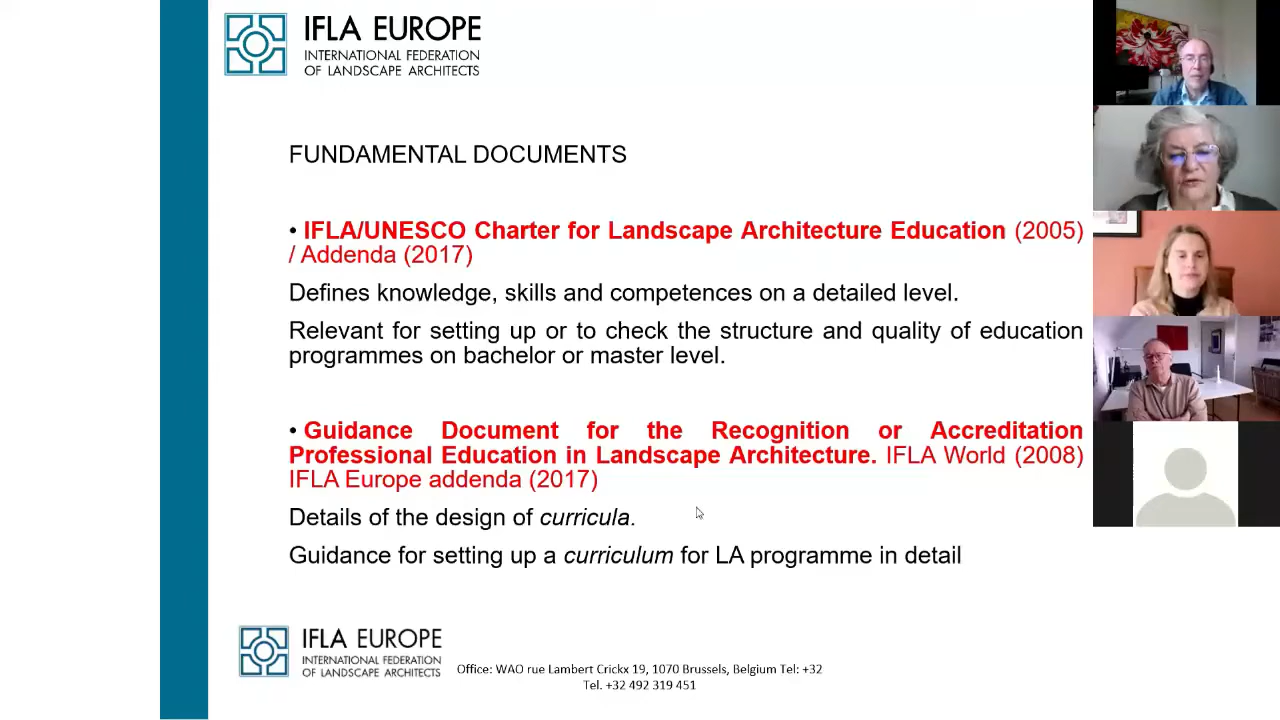 IFLA EUROPE
INTERNATIONAL FEDERATION
OF LANDSCAPE ARCHITECTS
FUNDAMENTAL DOCUMENTS
• IFLA/UNESCO Charter for Landscape Architecture Education (2005)
/ Addenda (2017)
Defines knowledge, skills and competences on a detailed level.
Relevant for setting up or to check the structure and quality of education
programmes on bachelor or master level.
• Guidance Document for the Recognition or Accreditation
Professional Education in Landscape Architecture. IFLA World (2008)
IFLA Europe addenda (2017)
Details of the design of curricula.
Guidance for setting up a curriculum for LA programme in detail
IFLA EUROPE
INTERNATIONAL FEDERATION
OF LANDSCAPE ARCHITECTS
Office: WAO rue Lambert Crickx 19, 1070 Brussels, Belgium Tel: +32
Tel. +32 492 319 451